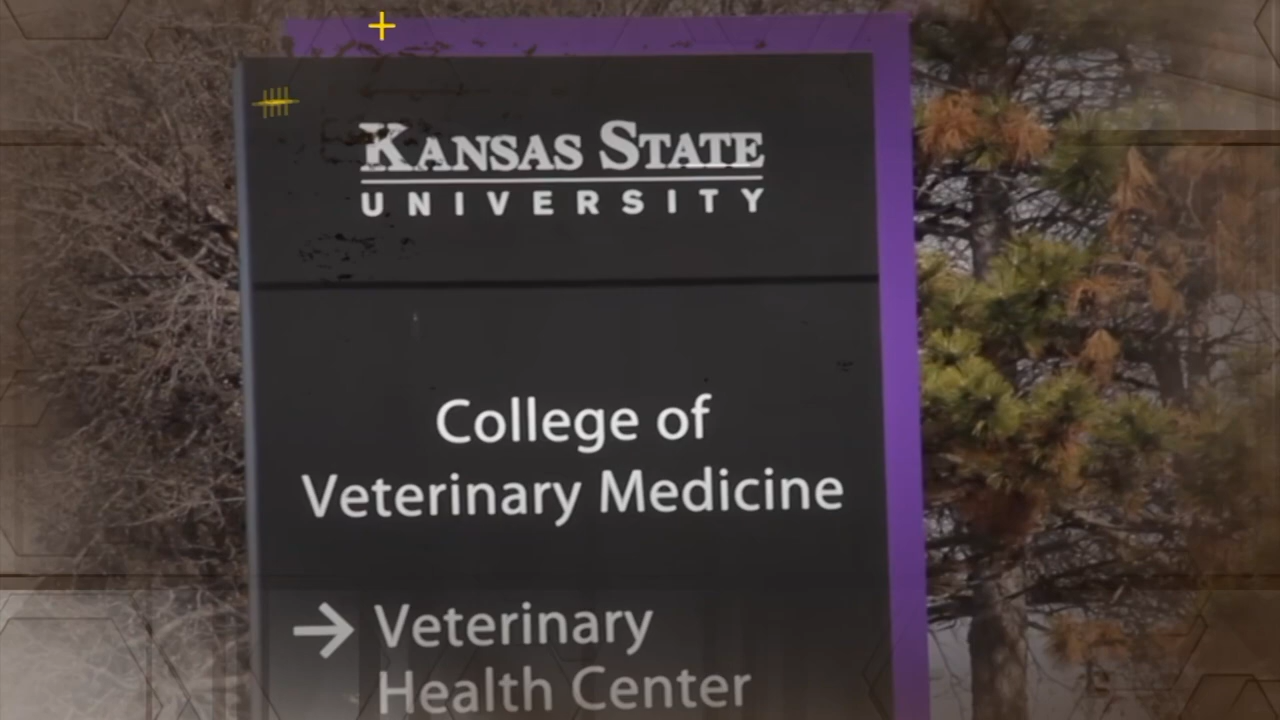 KANSAS STATE
UNIVERSITY
College of
Veterinary Medicine
→ Veterinary
Health Center